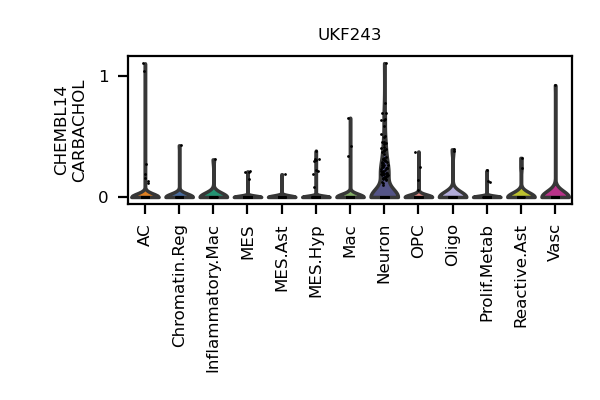 UKF243
CHEMBL14
CARBACHOL
1
0
AC
Chromatin.Reg
Inflammatory.Mac
MES
MES.Ast
MES.Hyp
Mac
Neuron
OPC
Oligo
Prolif.Metab
Reactive.Ast
Vasc